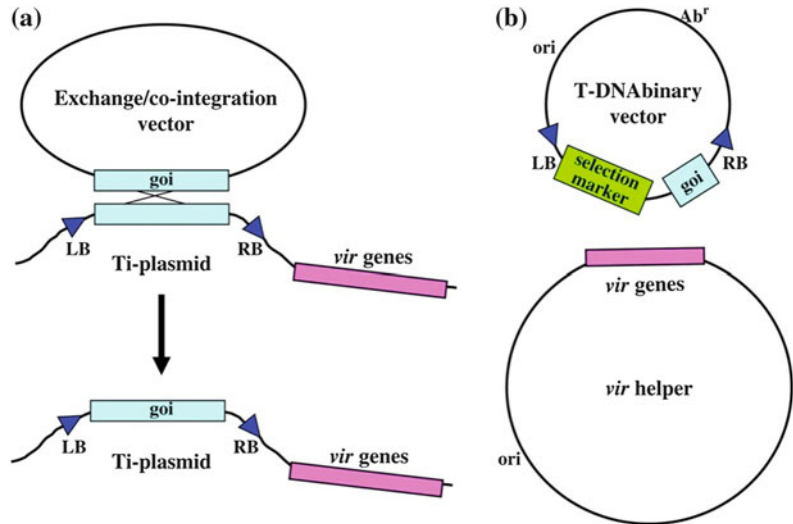 (a)
Exchange/co-integration
vector
goi
LB
RB
Ti-plasmid
vir genes
goi
LB
RB
Ti-plasmid
vir genes
(b)
Abr
ori
T-DNAbinary
vector
LB
RB
selection
marker
goi
vir genes
vir helper
ori